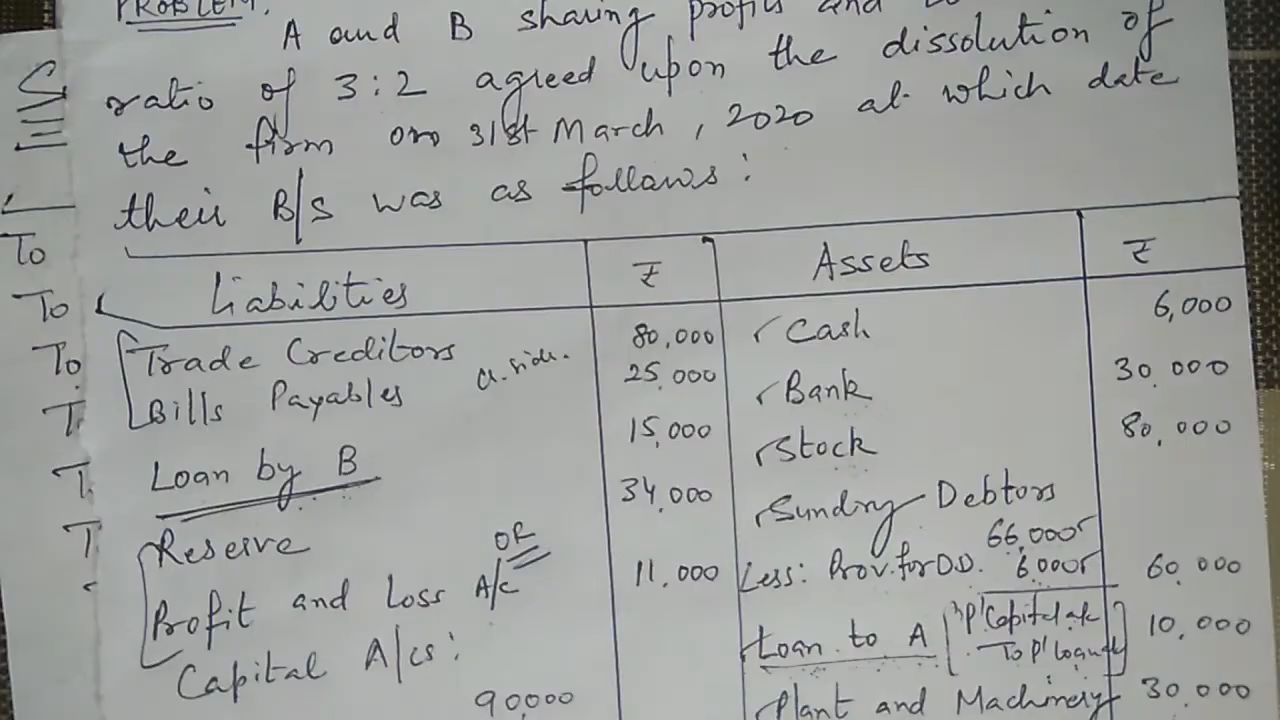 PROBLEM.
A and B sharing profits and
ratio of 3:2 agreed upon the dissolution of
the firm on 31st March, 2020 at which date
their B/S was as follows:
To
To
To
T
T
T
Liabilities ₹ Assets ₹
Trade Creditors 80,000 Cash 6,000
Bills Payables 25,000 Bank 30,000
15,000 Stock 80,000
Loan by B
34,000 Sundry Debtors
66,000
Reserve OR
11,000 Less: Prov. for D.D. 6,000 60,000
Profit and Loss A/c
Loan to A 10,000
Capital A/cs:
90,000
Plant and Machinery 30,000